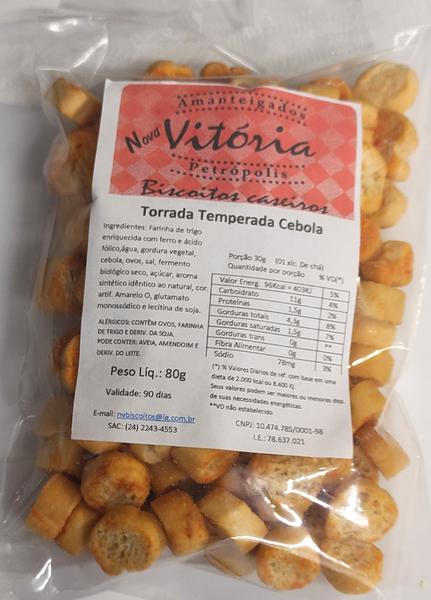 Amanteigados
Nova Vitória
Petrópolis
Biscoitos caseiros
Torrada Temperada Cebola
Ingredientes: Farinha de trigo
enriquecida com ferro e ácido
fólico,água, gordura vegetal,
cebola, ovos, sal, fermento
biológico seco, açúcar, aroma
sintético idêntico ao natural, cor.
artif. Amarelo O, glutamato
monossódico e lecitina de soja.
ALÉRGICOS: CONTÊM OVOS, FARINHA
DE TRIGO E DERIV. DA SOJA.
PODE CONTER: AVEIA, AMENDOIM E
DERIV. DO LEITE.
Peso Líq.: 80g
Validade: 90 dias
E-mail: nvbiscoitos@ig.com.br
SAC: (24) 2243-4553
Porção 30g (01 xíc. De chá)
Quantidade por porção % VD(*)
Valor Energ. 96Kcal = 403KJ 5%
Carboidrato 11g 4%
Proteínas 1,5g 2%
Gorduras totais 4,3g 8%
Gorduras saturadas 1,5g 7%
Gorduras trans 0g **
Fibra Alimentar 0g 0%
Sódio 78mg 3%
(*) % Valores Diários de ref. com base em uma
dieta de 2.000 kcal ou 8.400 KJ.
Seus valores podem ser maiores ou menores dep.
de suas necessidades energéticas.
**VD não estabelecido.
CNPJ: 10.474.785/0001-98
I.E.: 78.637.021